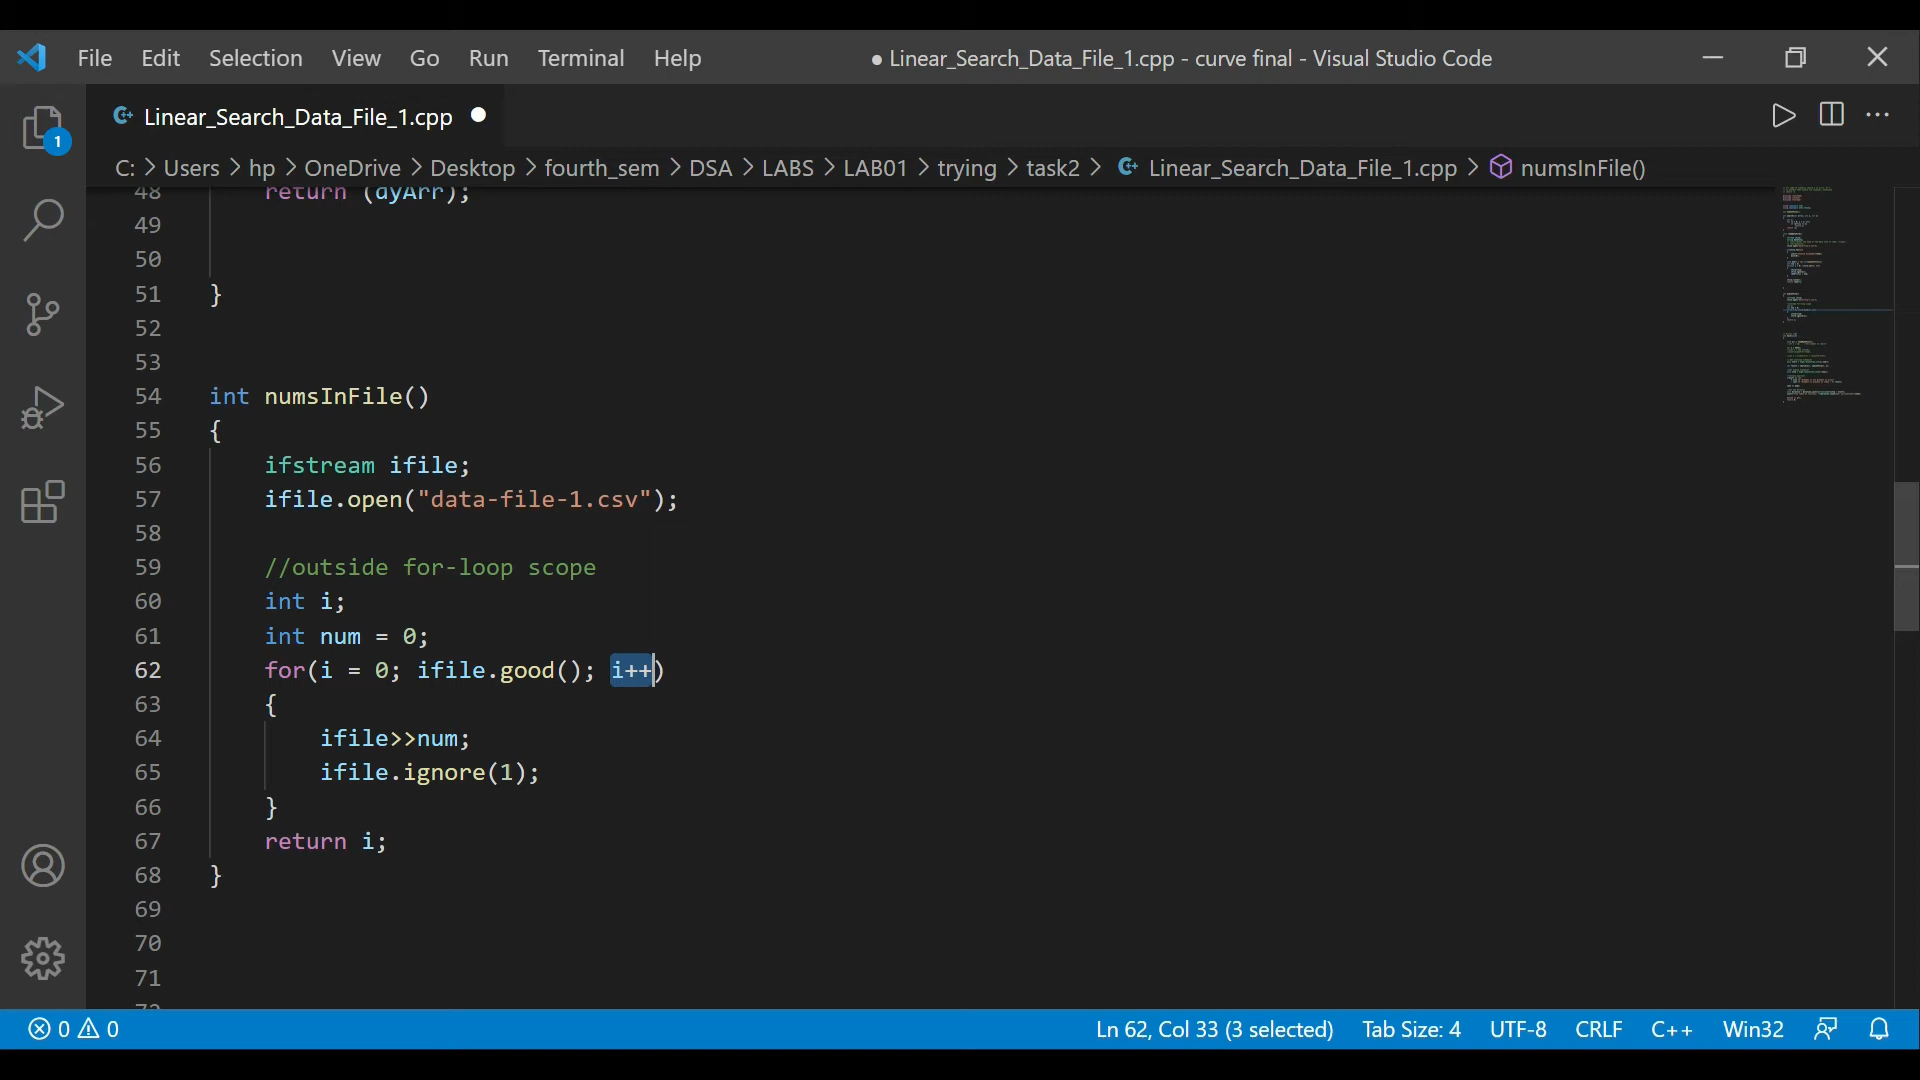 File Edit Selection View Go Run Terminal Help ● Linear_Search_Data_File_1.cpp - curve final - Visual Studio Code
Linear_Search_Data_File_1.cpp
1
C: > Users > hp > OneDrive > Desktop > fourth_sem > DSA > LABS > LAB01 > trying > task2 > Linear_Search_Data_File_1.cpp > numsInFile()
48 return (dyArr);
49
50
51 }
52
53
54 int numsInFile()
55 {
56 ifstream ifile;
57 ifile.open("data-file-1.csv");
58
59 //outside for-loop scope
60 int i;
61 int num = 0;
62 for(i = 0; ifile.good(); i++)
63 {
64 ifile>>num;
65 ifile.ignore(1);
66 }
67 return i;
68 }
69
70
71
0 0 Ln 62, Col 33 (3 selected) Tab Size: 4 UTF-8 CRLF C++ Win32